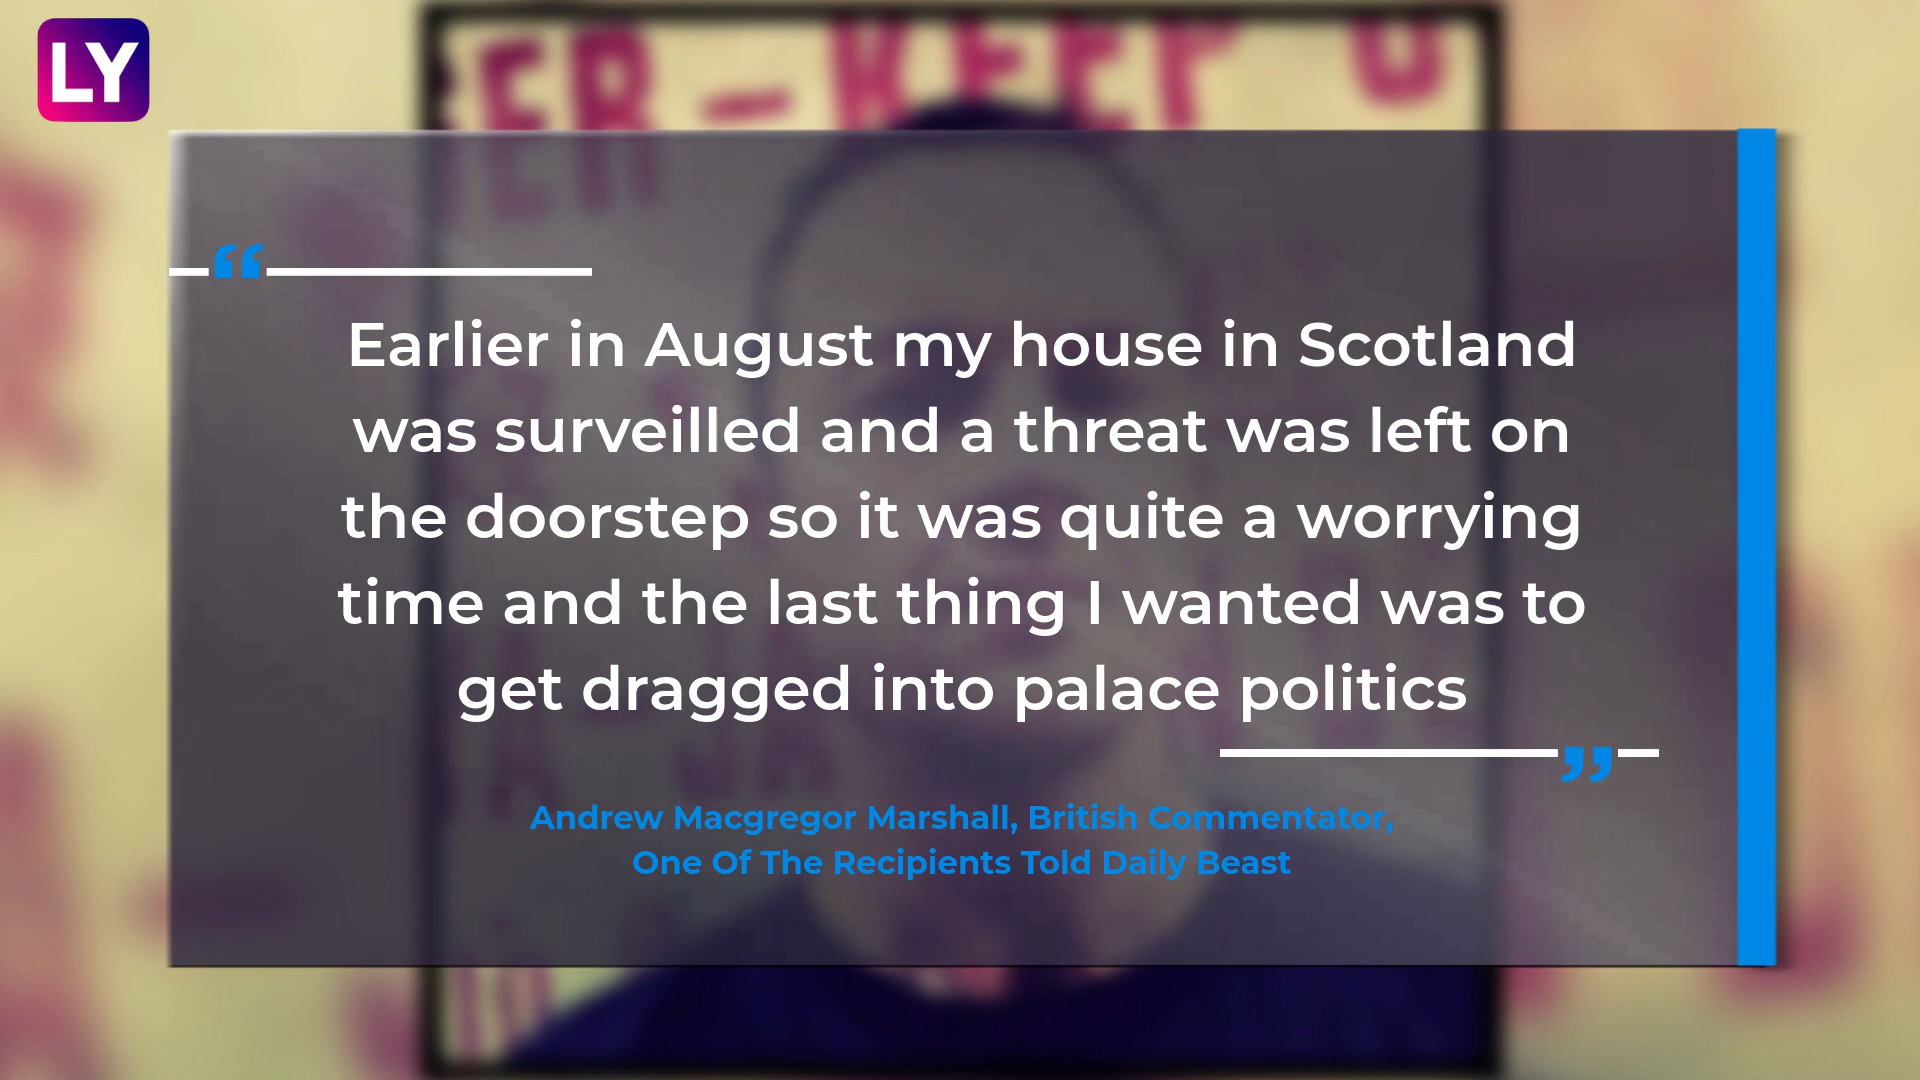 LY
“
Earlier in August my house in Scotland
was surveilled and a threat was left on
the doorstep so it was quite a worrying
time and the last thing I wanted was to
get dragged into palace politics
”
Andrew Macgregor Marshall, British Commentator,
One Of The Recipients Told Daily Beast